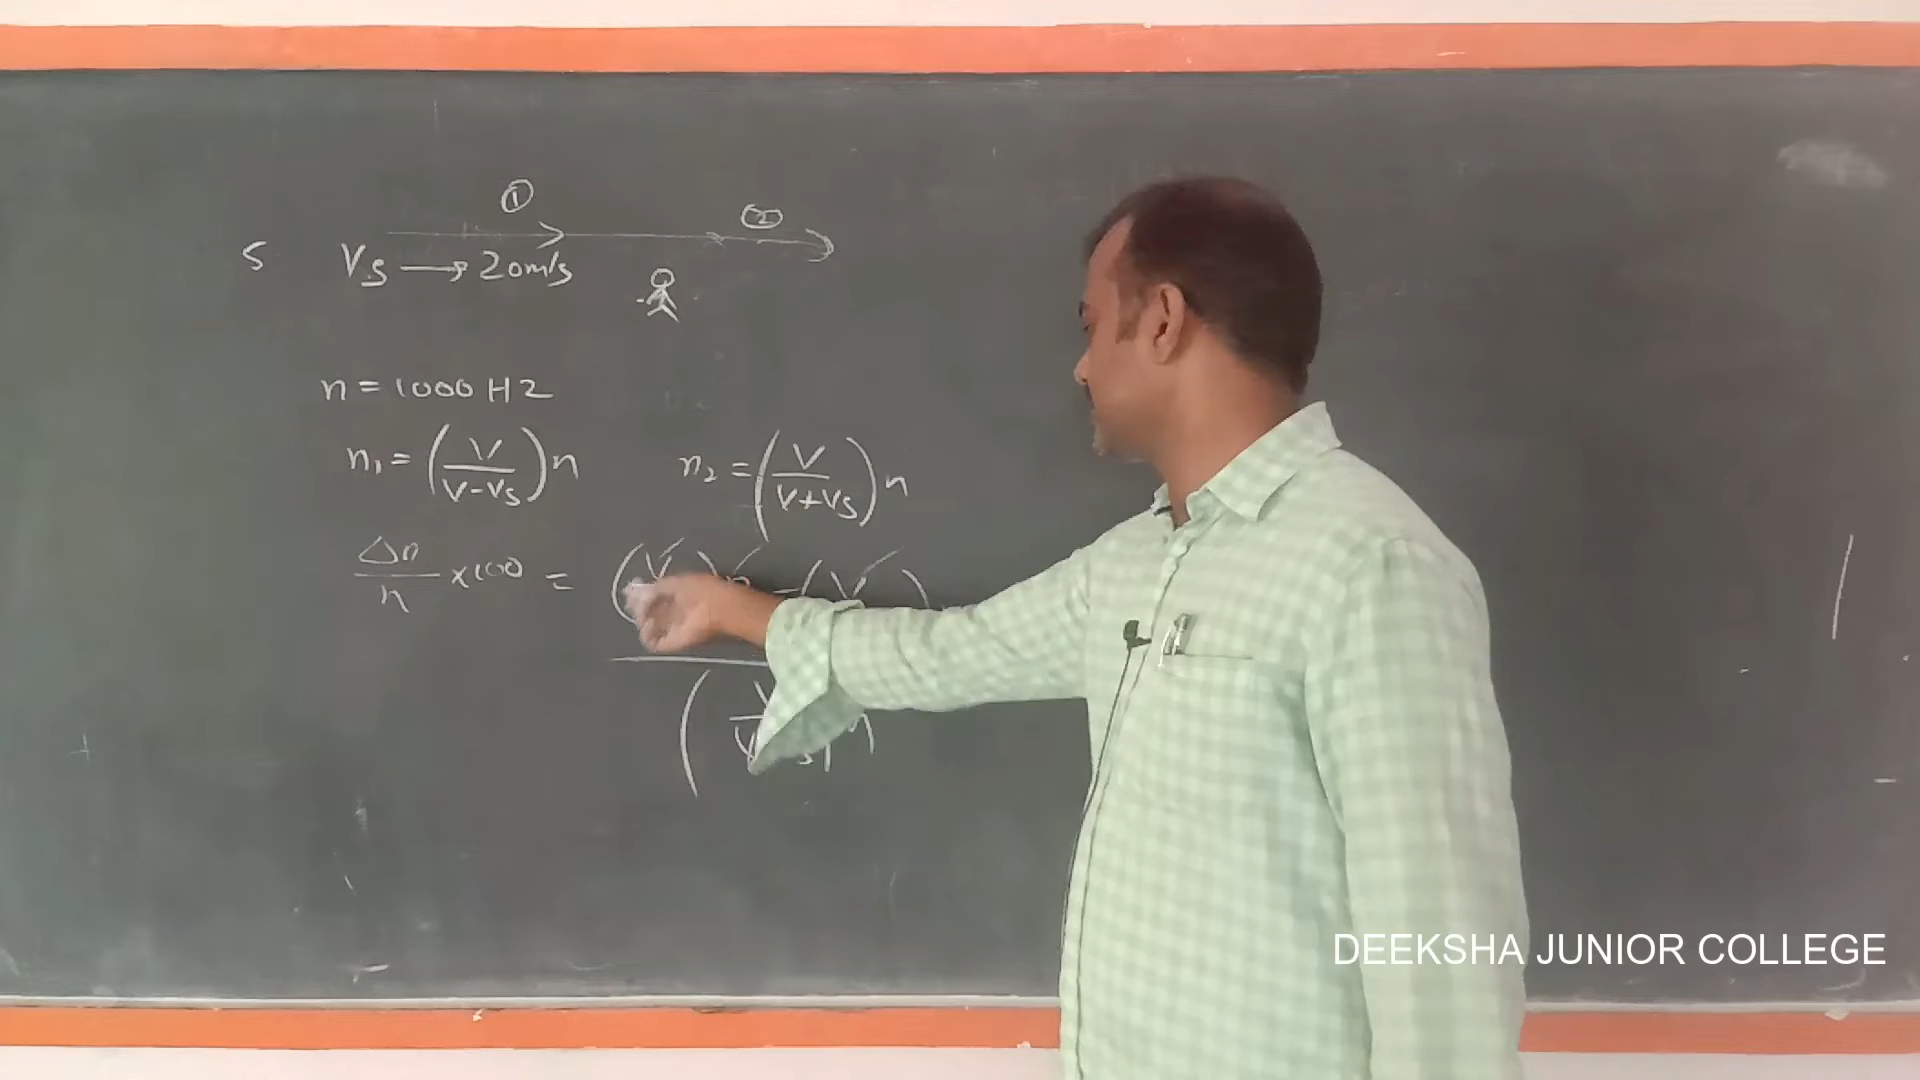 ① ②
S Vs → 20m/s
n = 1000 HZ
n₁ = (V/(V-Vs))n n₂ = (V/(V+Vs))n
Δn/n ×100 =
DEEKSHA JUNIOR COLLEGE